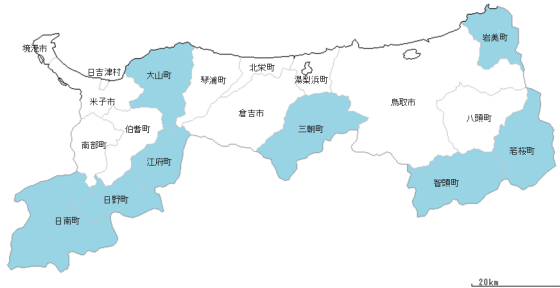 境港市
岩美町
日吉津村
大山町
琴浦町
北栄町
湯梨浜町
米子市
倉吉市
鳥取市
八頭町
伯耆町
三朝町
南部町
江府町
若桜町
智頭町
日野町
日南町
20km